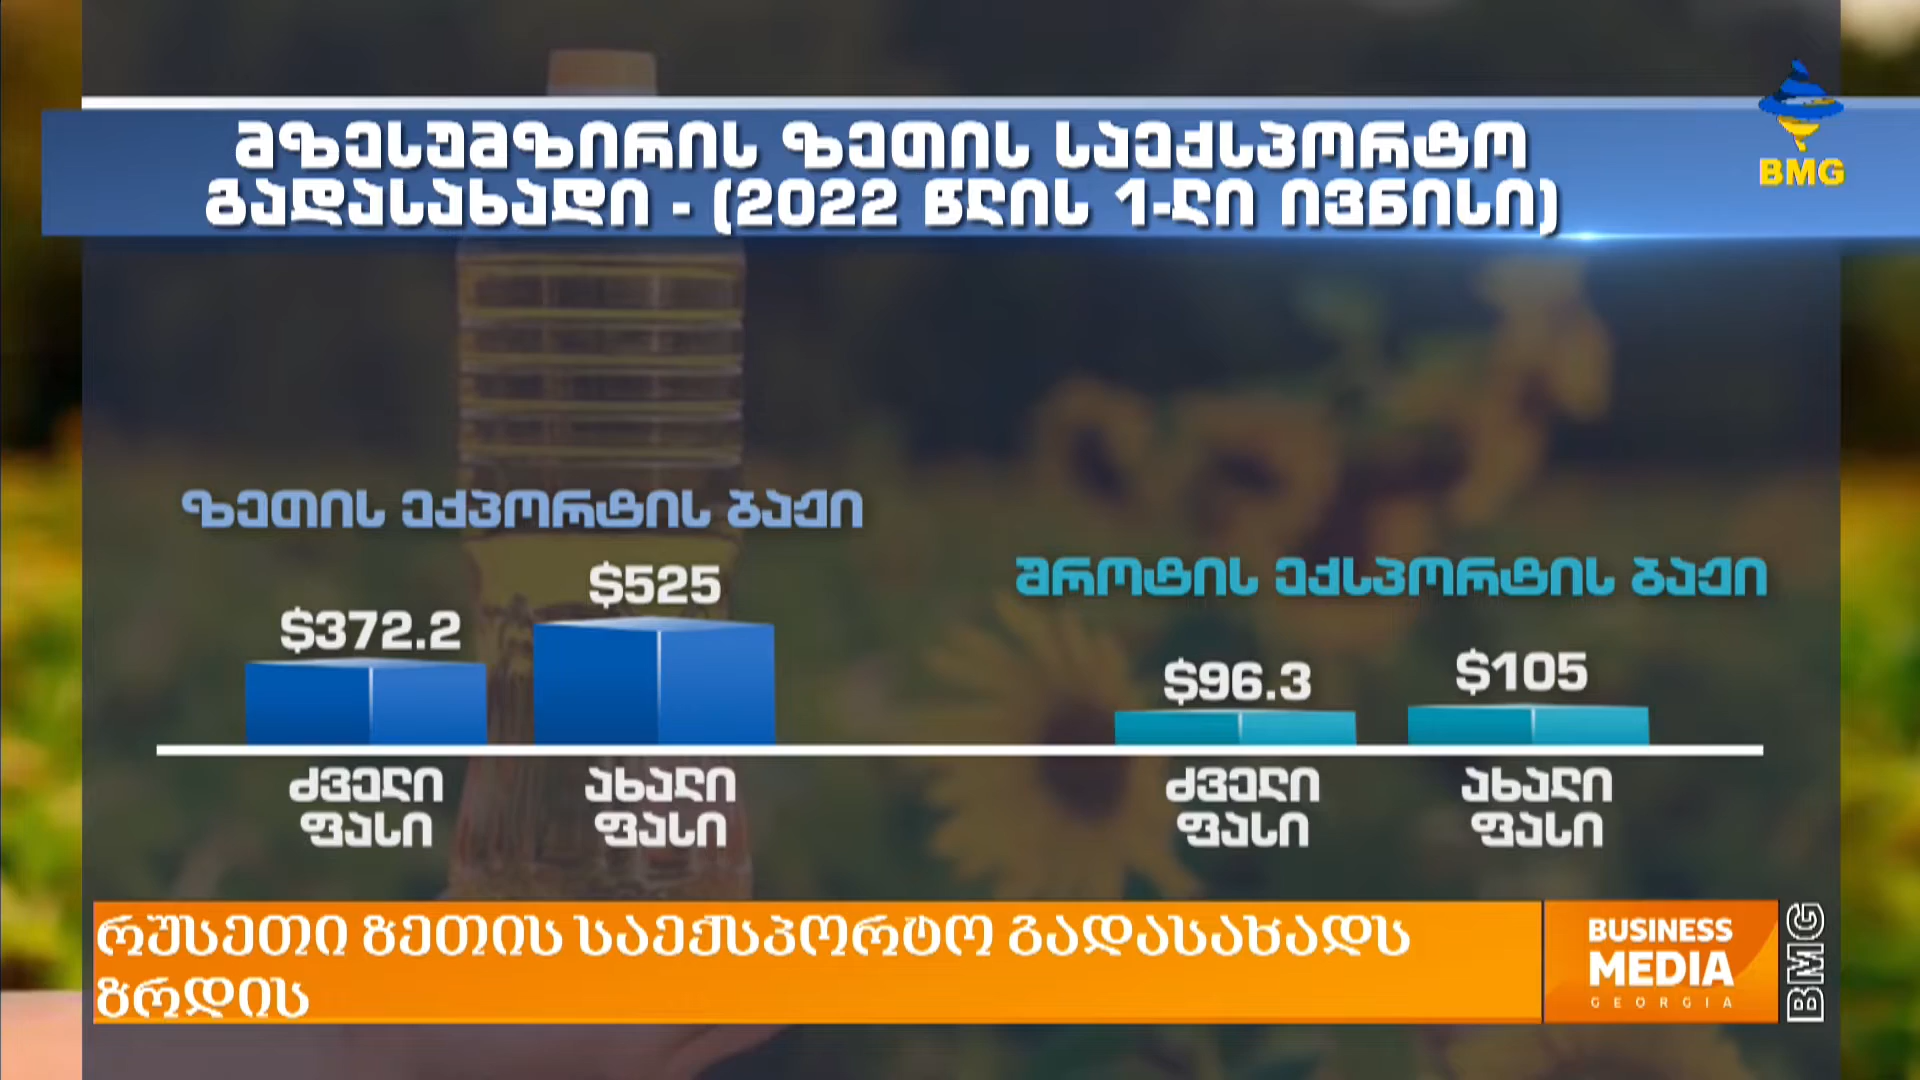 მზესუმზირის ზეთის საექსპორტო
გადასახადი - (2022 წლის 1-ლი ივნისი)
BMG
ზეთის ექპორტის ბაჟი
$372.2
$525
ძველი
ფასი
ახალი
ფასი
შროტის ექსპორტის ბაჟი
$96.3
$105
ძველი
ფასი
ახალი
ფასი
რუსეთი ზეთის საექსპორტო გადასახადს
ზრდის
BUSINESS
MEDIA
GEORGIA
BMG